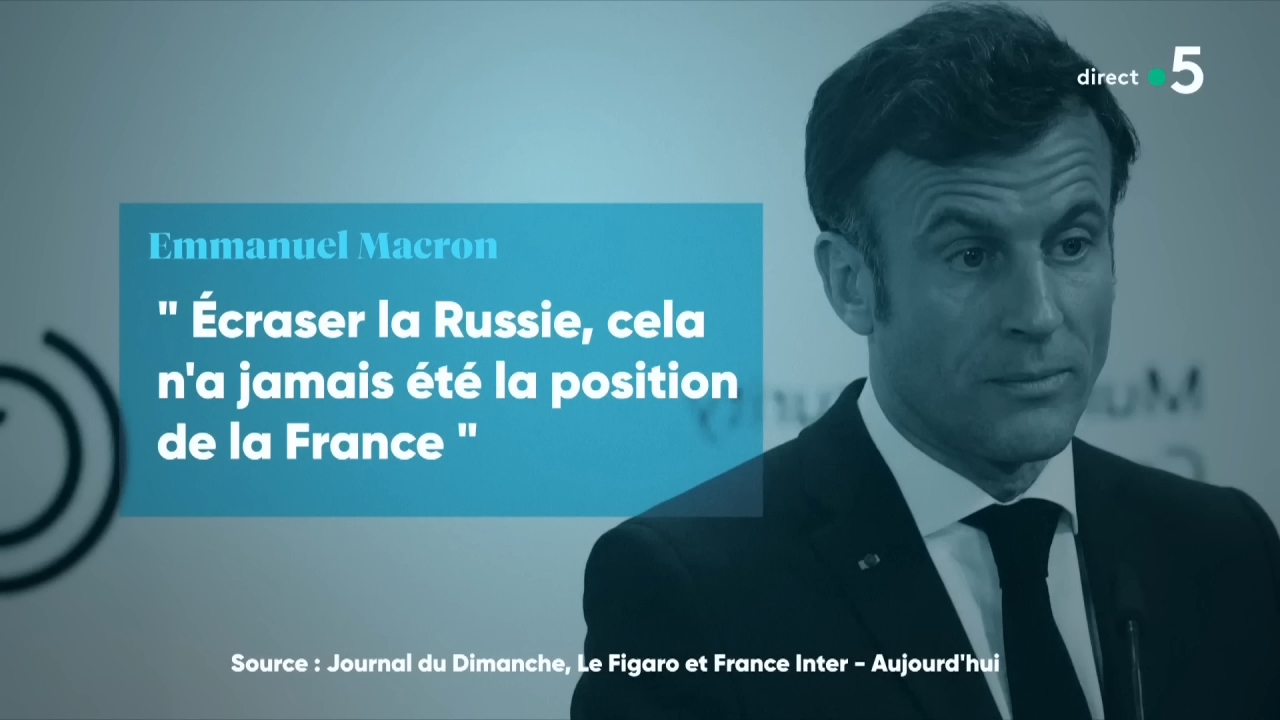 direct 5
Emmanuel Macron
" Écraser la Russie, cela
n'a jamais été la position
de la France "
Source : Journal du Dimanche, Le Figaro et France Inter - Aujourd'hui